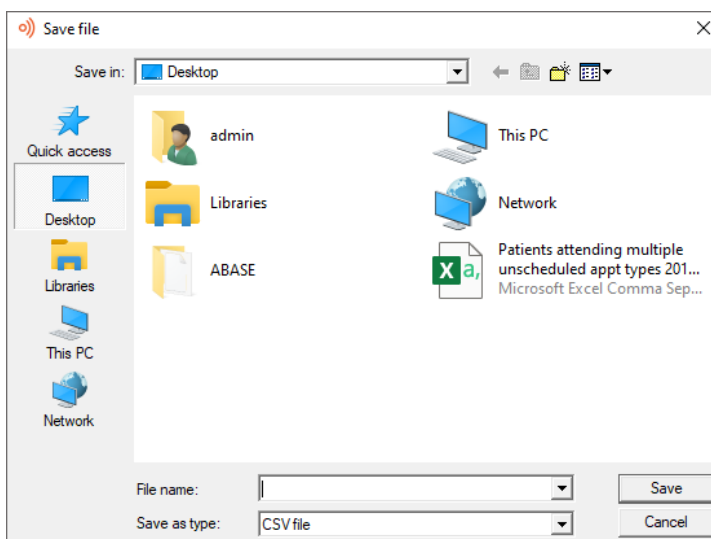 Save file
Save in: Desktop
Quick access
Desktop
Libraries
This PC
Network
admin
This PC
Libraries
Network
ABASE
Patients attending multiple
unscheduled appt types 201...
Microsoft Excel Comma Sep...
File name:
Save
Save as type: CSV file
Cancel